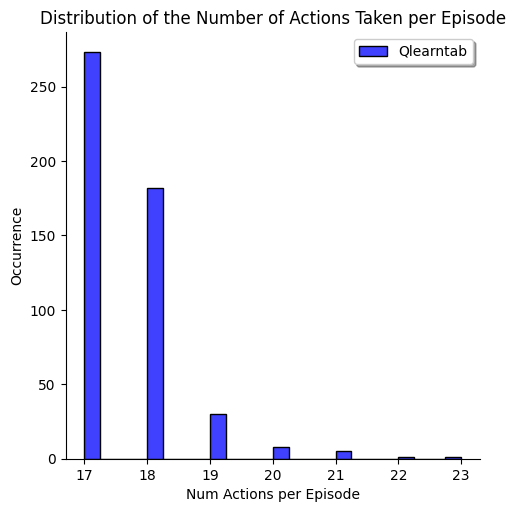 Distribution of the Number of Actions Taken per Episode
Qlearntab
Occurrence
250
200
150
100
50
0
17 18 19 20 21 22 23
Num Actions per Episode